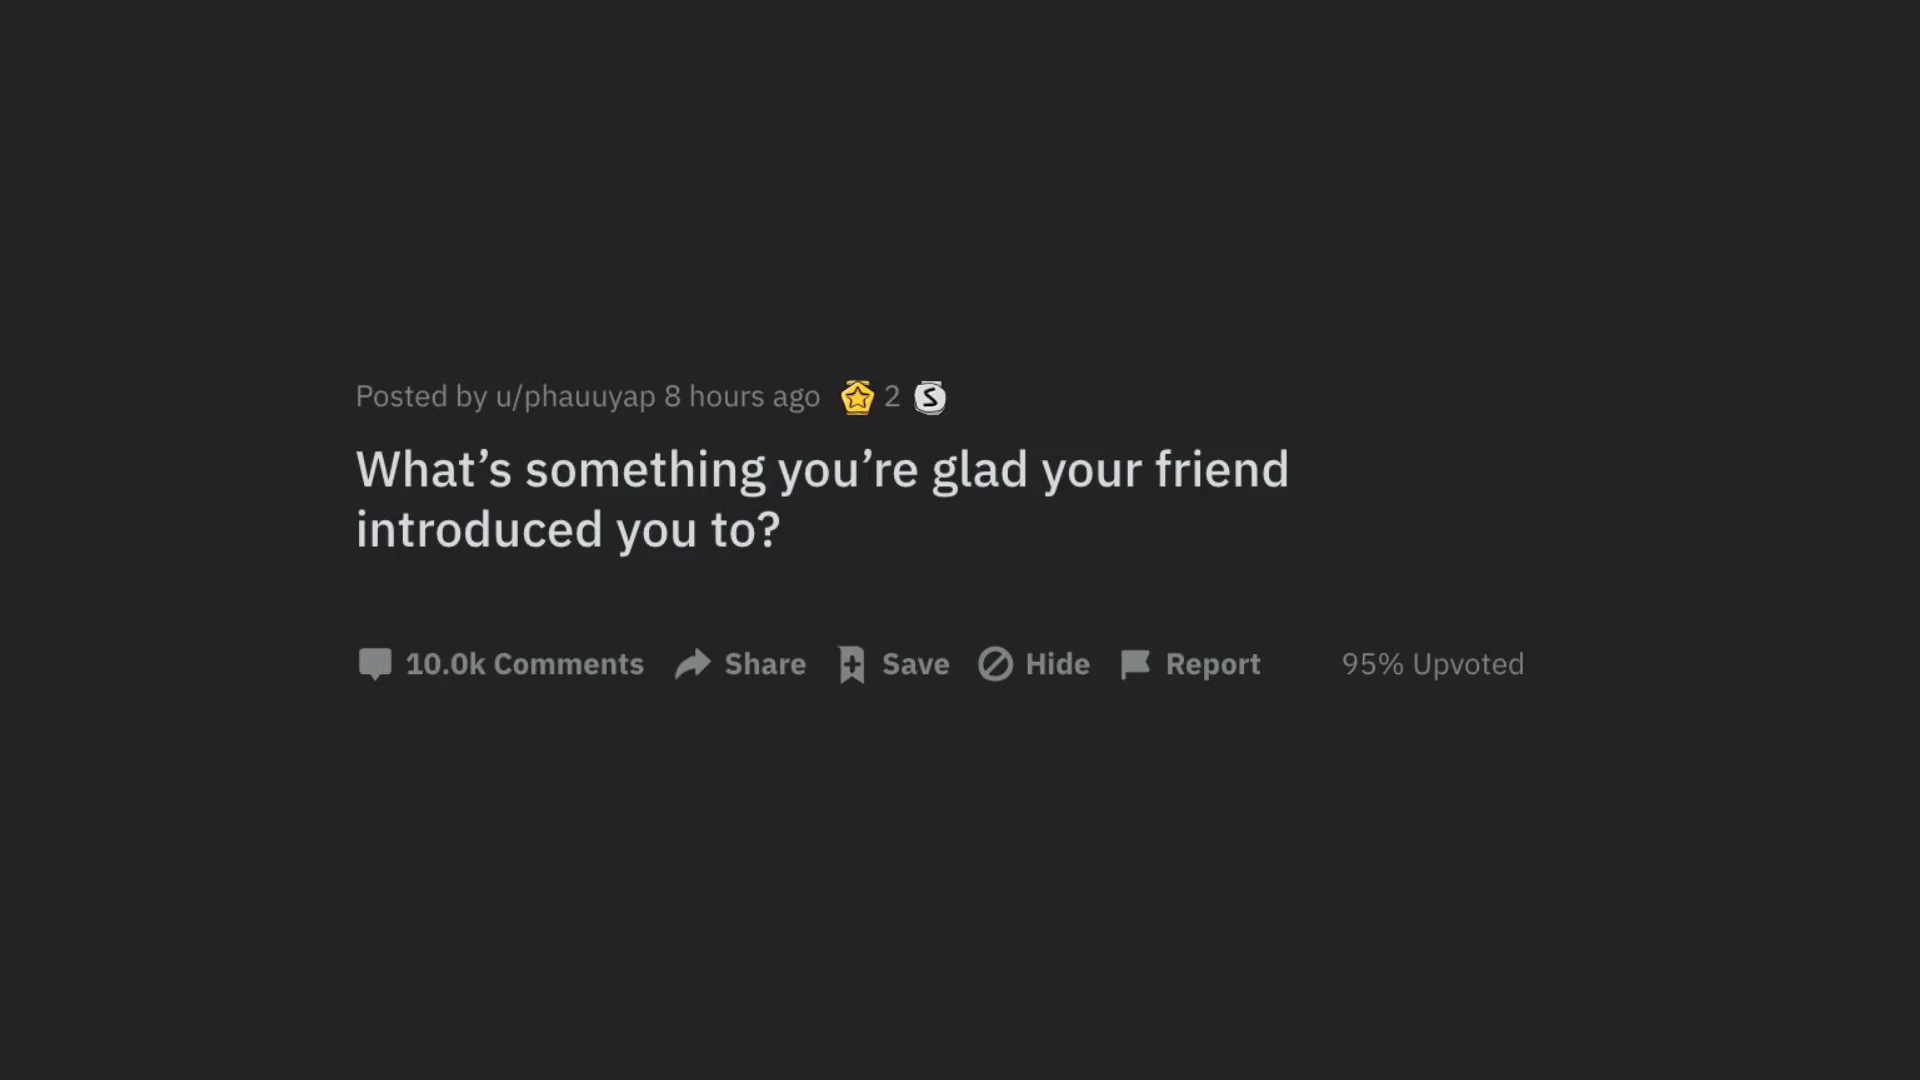 Posted by u/phauuyap 8 hours ago 2 S
What’s something you’re glad your friend
introduced you to?
10.0k Comments Share Save Hide Report 95% Upvoted